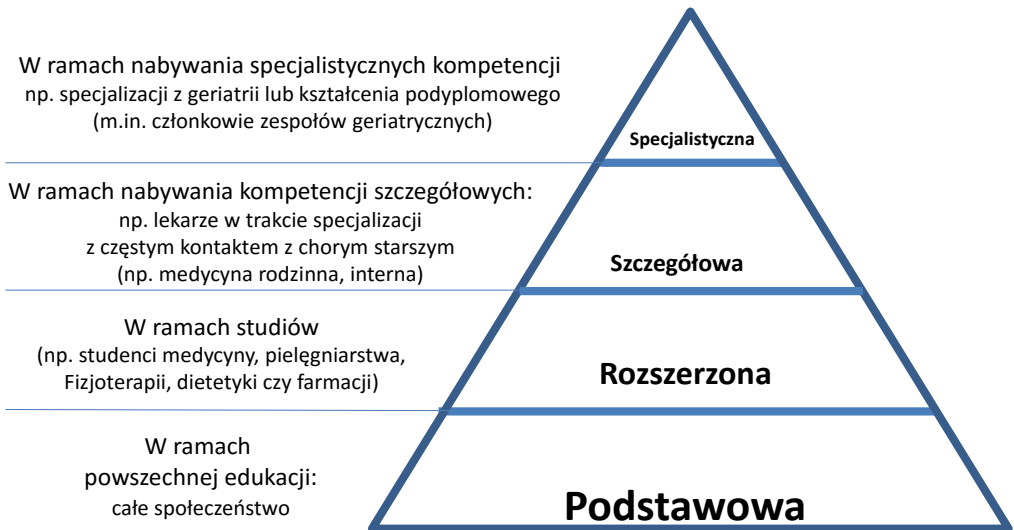 W ramach nabywania specjalistycznych kompetencji
np. specjalizacji z geriatrii lub kształcenia podyplomowego
(m.in. członkowie zespołów geriatrycznych)
Specjalistyczna
W ramach nabywania kompetencji szczegółowych:
np. lekarze w trakcie specjalizacji
z częstym kontaktem z chorym starszym
(np. medycyna rodzinna, interna)
Szczegółowa
W ramach studiów
(np. studenci medycyny, pielęgniarstwa,
Fizjoterapii, dietetyki czy farmacji)
Rozszerzona
W ramach
powszechnej edukacji:
całe społeczeństwo
Podstawowa